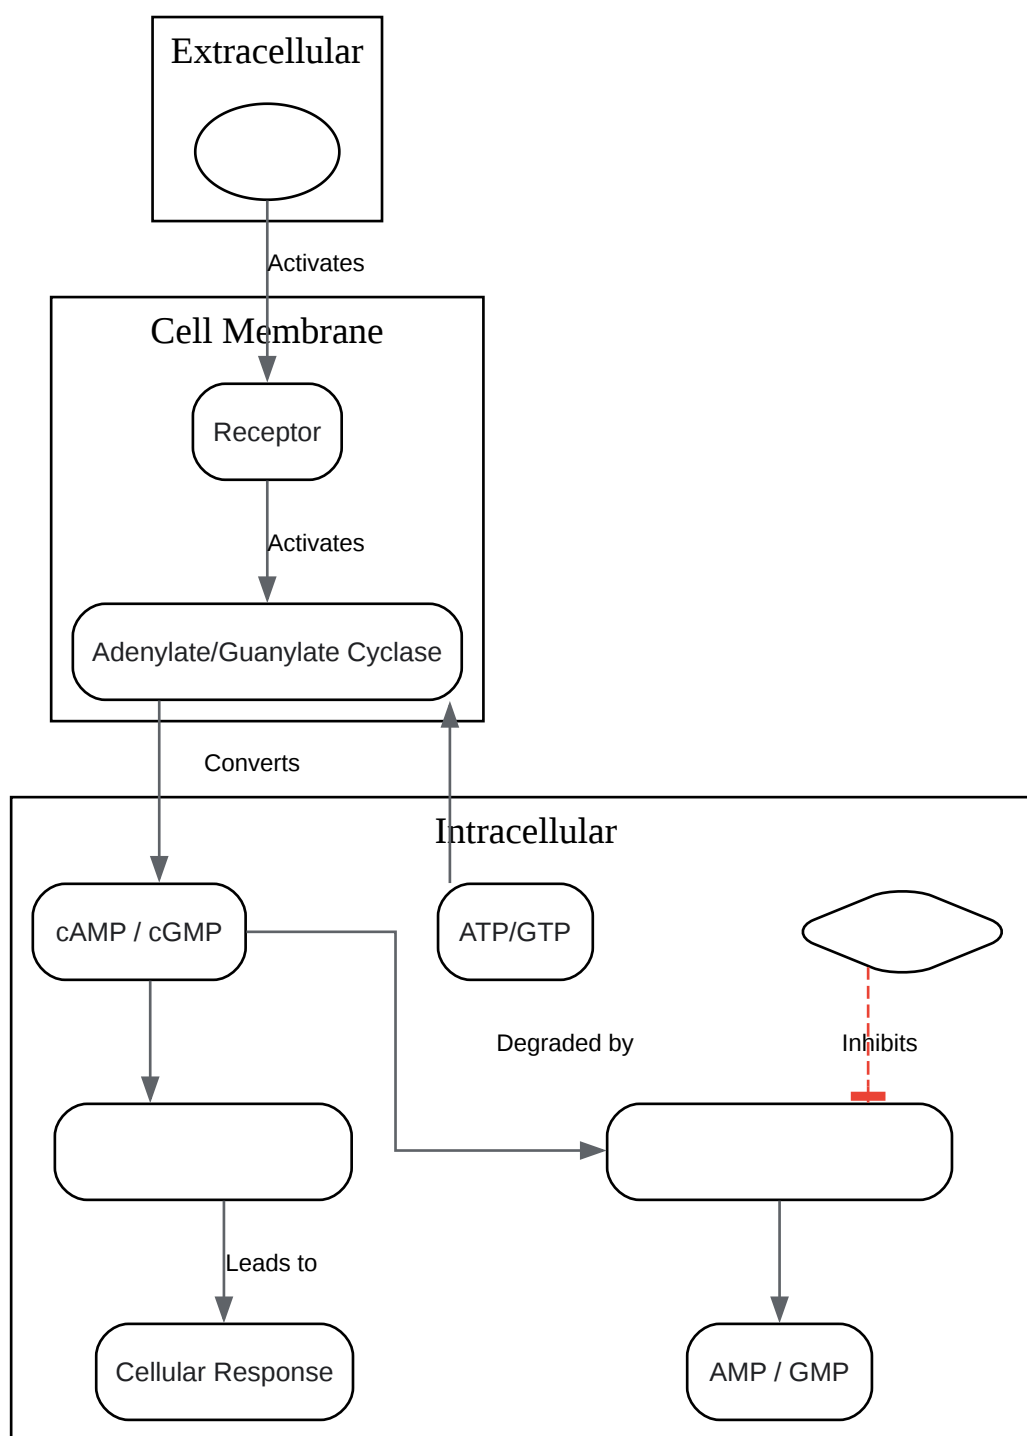 Extracellular
Activates
Cell Membrane
Receptor
Activates
Adenylate/Guanylate Cyclase
Converts
Intracellular
cAMP / cGMP
ATP/GTP
Degraded by
Inhibits
Leads to
Cellular Response
AMP / GMP